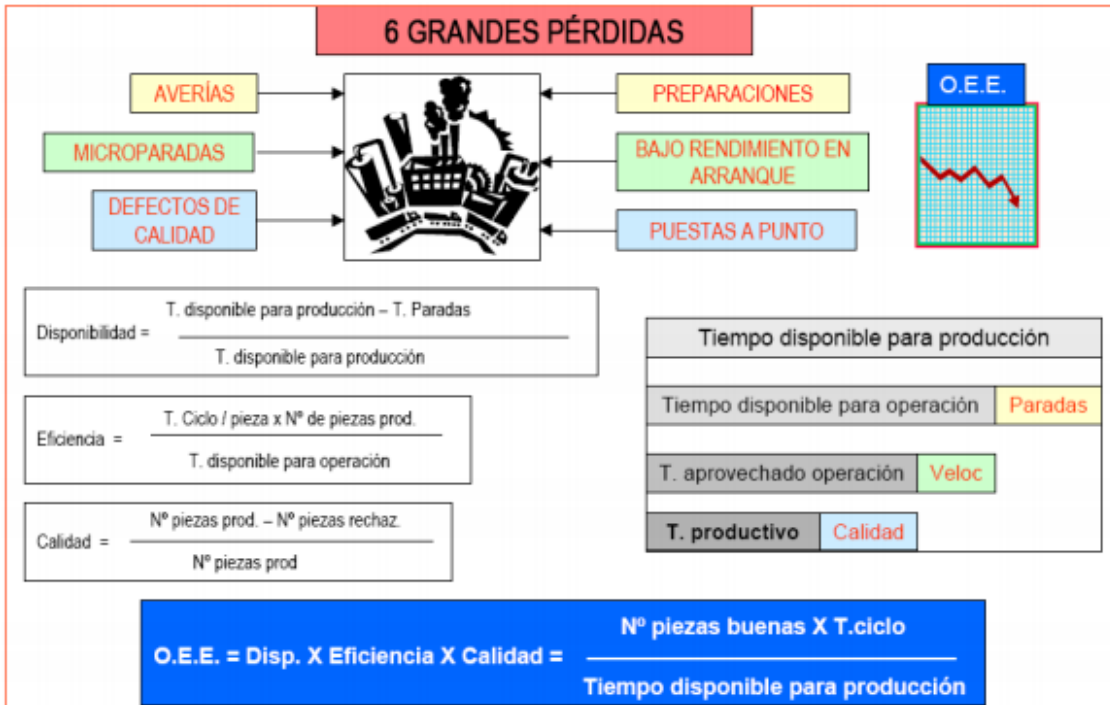 6 GRANDES PÉRDIDAS
AVERÍAS
PREPARACIONES
O.E.E.
MICROPARADAS
BAJO RENDIMIENTO EN
ARRANQUE
DEFECTOS DE
CALIDAD
PUESTAS A PUNTO
T. disponible para producción – T. Paradas
Disponibilidad =
T. disponible para producción
T. Ciclo / pieza x Nº de piezas prod.
Eficiencia =
T. disponible para operación
Nº piezas prod. – Nº piezas rechaz.
Calidad =
Nº piezas prod
Tiempo disponible para producción
Tiempo disponible para operación Paradas
T. aprovechado operación Veloc
T. productivo Calidad
Nº piezas buenas X T.ciclo
O.E.E. = Disp. X Eficiencia X Calidad =
Tiempo disponible para producción